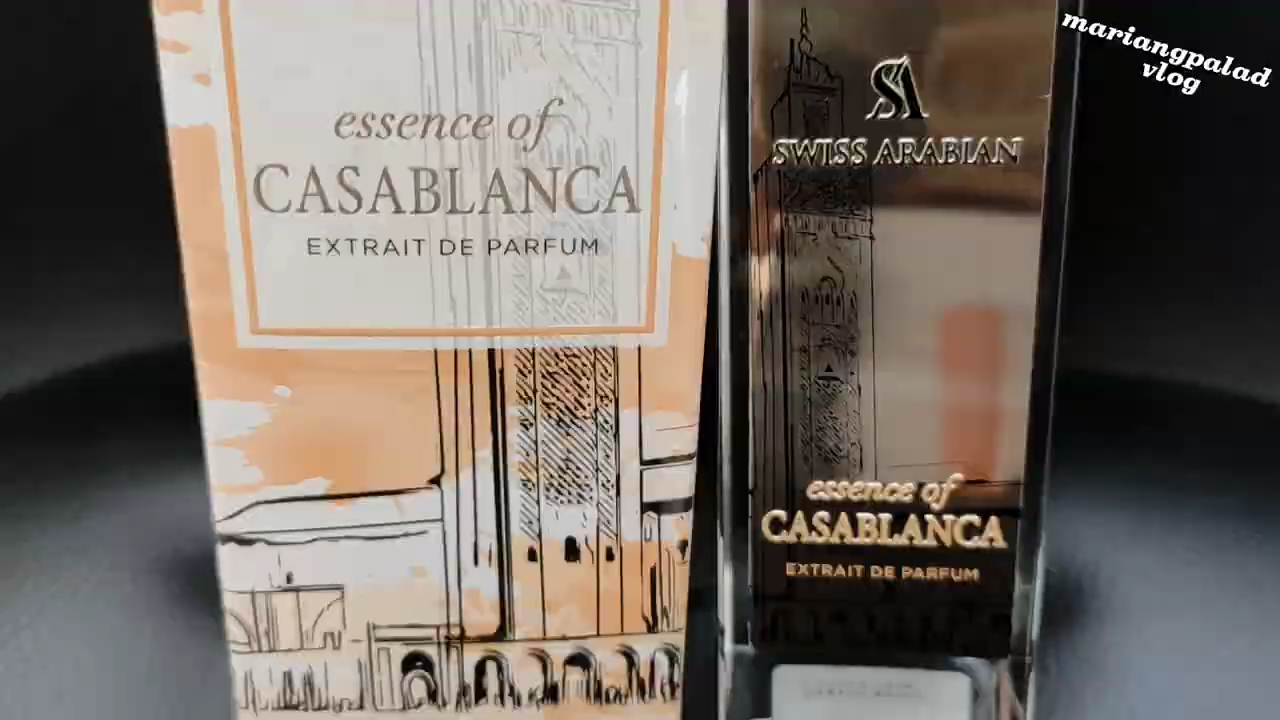 essence of
CASABLANCA
EXTRAIT DE PARFUM
SA
SWISS ARABIAN
essence of
CASABLANCA
EXTRAIT DE PARFUM
mariangpalad
vlog